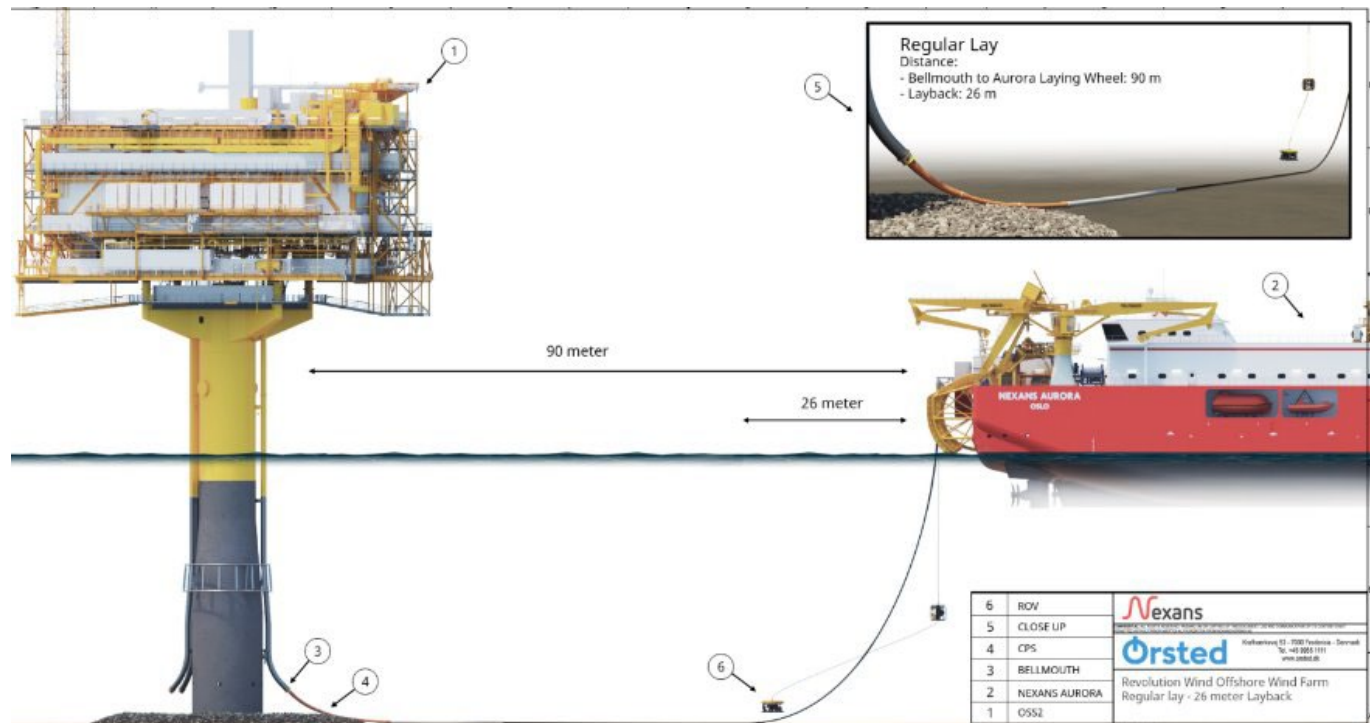 1
Regular Lay
Distance:
- Bellmouth to Aurora Laying Wheel: 90 m
- Layback: 26 m
5
2
90 meter
26 meter
NEXANS AURORA
OSLO
3
4
6
6 ROV
5 CLOSE UP
4 CPS
3 BELLMOUTH
2 NEXANS AURORA
1 OSS2
Nexans
Ørsted
www.orsted.dk
Revolution Wind Offshore Wind Farm
Regular lay - 26 meter Layback